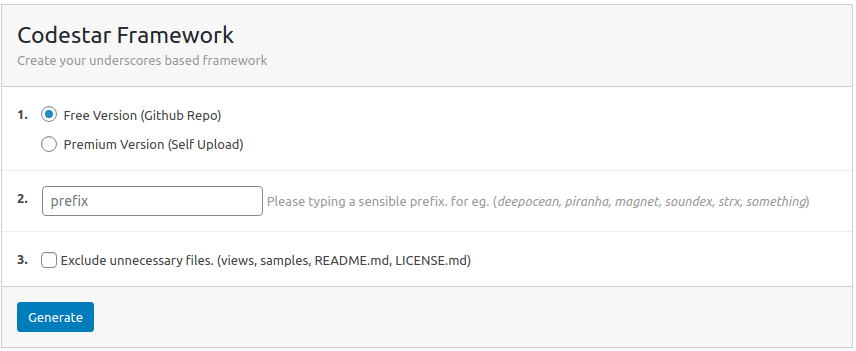 Codestar Framework
Create your underscores based framework
1. Free Version (Github Repo)
Premium Version (Self Upload)
2. prefix Please typing a sensible prefix. for eg. (deepocean, piranha, magnet, soundex, strx, something)
3. Exclude unnecessary files. (views, samples, README.md, LICENSE.md)
Generate